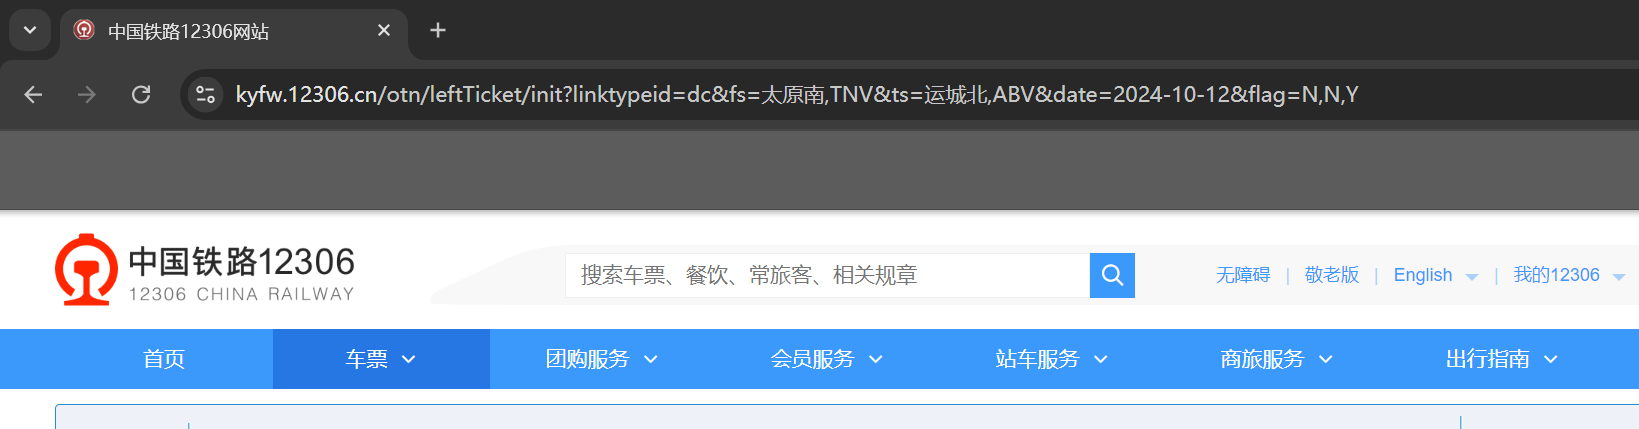 中国铁路12306网站
kyfw.12306.cn/otn/leftTicket/init?linktypeid=dc&fs=太原南,TNV&ts=运城北,ABV&date=2024-10-12&flag=N,N,Y
中国铁路12306
12306 CHINA RAILWAY
搜索车票、餐饮、常旅客、相关规章
无障碍 | 敬老版 | English | 我的12306
首页 车票 团购服务 会员服务 站车服务 商旅服务 出行指南